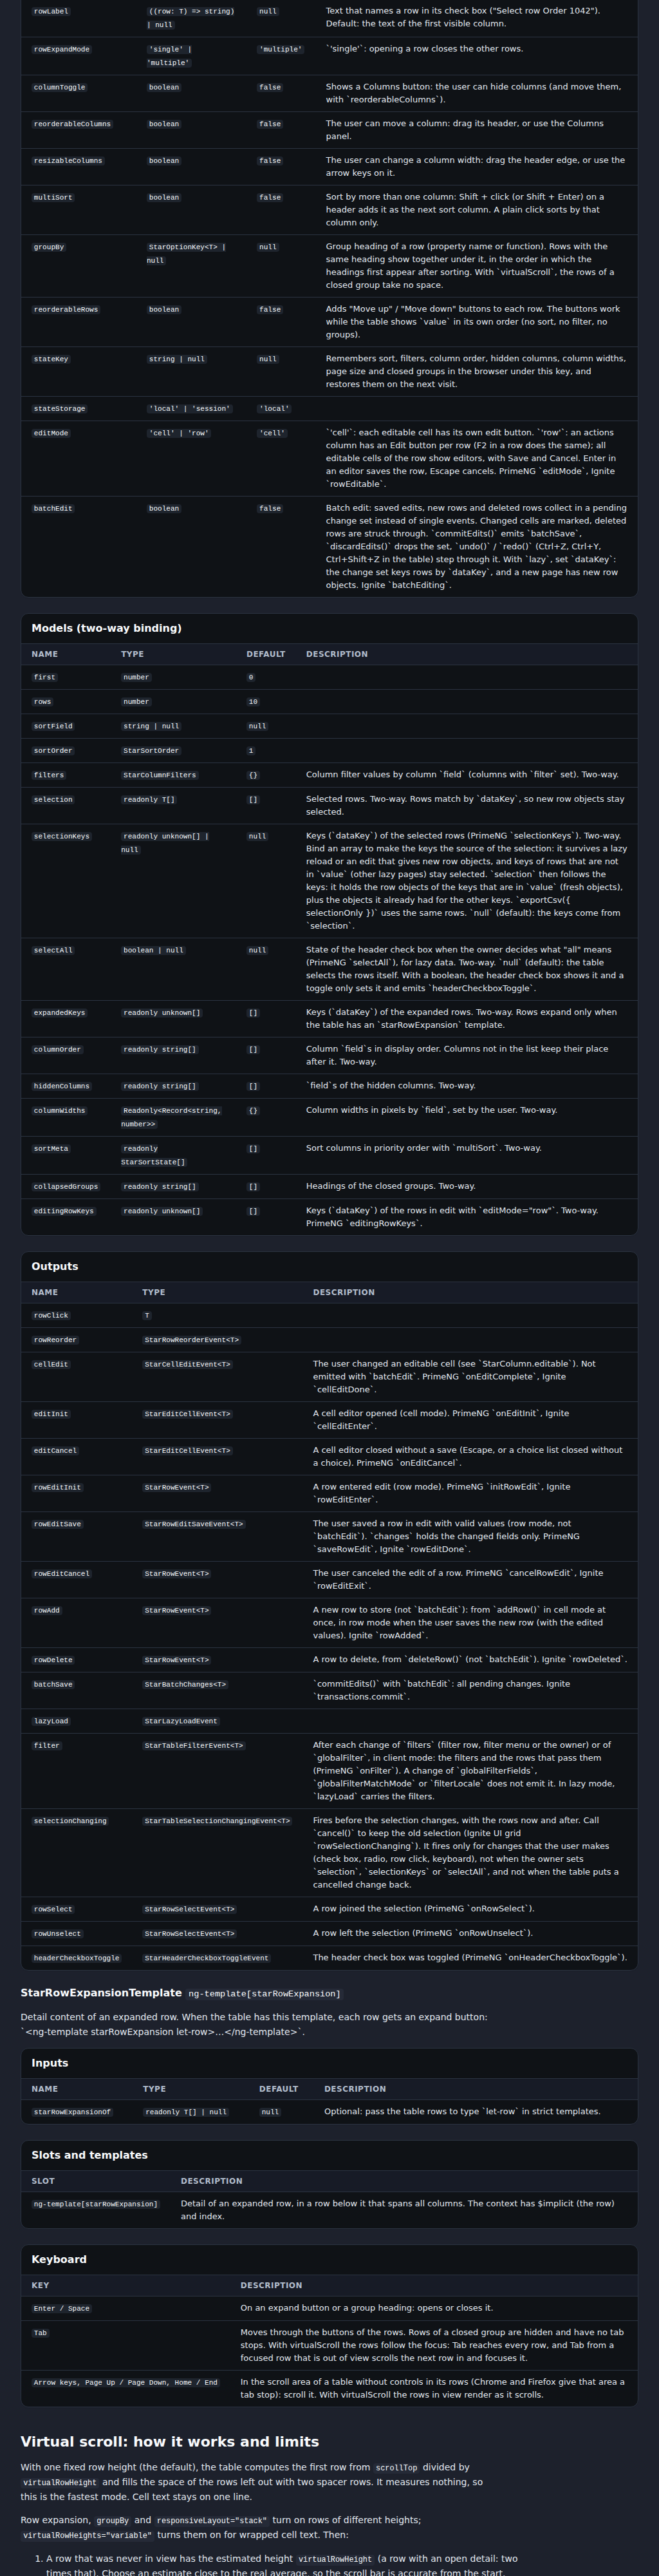 rowLabel ((row: T) => string) null Text that names a row in its check box ("Select row Order 1042").
| null Default: the text of the first visible column.
rowExpandMode 'single' | 'multiple' `'single'`: opening a row closes the other rows.
'multiple'
columnToggle boolean false Shows a Columns button: the user can hide columns (and move them,
with `reorderableColumns`).
reorderableColumns boolean false The user can move a column: drag its header, or use the Columns
panel.
resizableColumns boolean false The user can change a column width: drag the header edge, or use the
arrow keys on it.
multiSort boolean false Sort by more than one column: Shift + click (or Shift + Enter) on a
header adds it as the next sort column. A plain click sorts by that
column only.
groupBy StarOptionKey<T> | null Group heading of a row (property name or function). Rows with the
null same heading show together under it, in the order in which the
headings first appear after sorting. With `virtualScroll`, the rows of a
closed group take no space.
reorderableRows boolean false Adds "Move up" / "Move down" buttons to each row. The buttons work
while the table shows `value` in its own order (no sort, no filter, no
groups).
stateKey string | null null Remembers sort, filters, column order, hidden columns, column widths,
page size and closed groups in the browser under this key, and
restores them on the next visit.
stateStorage 'local' | 'session' 'local'
editMode 'cell' | 'row' 'cell' `'cell'`: each editable cell has its own edit button. `'row'`: an actions
column has an Edit button per row (F2 in a row does the same); all
editable cells of the row show editors, with Save and Cancel. Enter in
an editor saves the row, Escape cancels. PrimeNG `editMode`, Ignite
`rowEditable`.
batchEdit boolean false Batch edit: saved edits, new rows and deleted rows collect in a pending
change set instead of single events. Changed cells are marked, deleted
rows are struck through. `commitEdits()` emits `batchSave`,
`discardEdits()` drops the set, `undo()` / `redo()` (Ctrl+Z, Ctrl+Y,
Ctrl+Shift+Z in the table) step through it. With `lazy`, set `dataKey`:
the change set keys rows by `dataKey`, and a new page has new row
objects. Ignite `batchEditing`.
Models (two-way binding)
NAME TYPE DEFAULT DESCRIPTION
first number 0
rows number 10
sortField string | null null
sortOrder StarSortOrder 1
filters StarColumnFilters {} Column filter values by column `field` (columns with `filter` set). Two-way.
selection readonly T[] [] Selected rows. Two-way. Rows match by `dataKey`, so new row objects stay
selected.
selectionKeys readonly unknown[] | null Keys (`dataKey`) of the selected rows (PrimeNG `selectionKeys`). Two-way.
null Bind an array to make the keys the source of the selection: it survives a lazy
reload or an edit that gives new row objects, and keys of rows that are not
in `value` (other lazy pages) stay selected. `selection` then follows the
keys: it holds the row objects of the keys that are in `value` (fresh objects),
plus the objects it already had for the other keys. `exportCsv({
selectionOnly })` uses the same rows. `null` (default): the keys come from
`selection`.
selectAll boolean | null null State of the header check box when the owner decides what "all" means
(PrimeNG `selectAll`), for lazy data. Two-way. `null` (default): the table
selects the rows itself. With a boolean, the header check box shows it and a
toggle only sets it and emits `headerCheckboxToggle`.
expandedKeys readonly unknown[] [] Keys (`dataKey`) of the expanded rows. Two-way. Rows expand only when
the table has an `starRowExpansion` template.
columnOrder readonly string[] [] Column `field`s in display order. Columns not in the list keep their place
after it. Two-way.
hiddenColumns readonly string[] [] `field`s of the hidden columns. Two-way.
columnWidths Readonly<Record<string, {} Column widths in pixels by `field`, set by the user. Two-way.
number>>
sortMeta readonly [] Sort columns in priority order with `multiSort`. Two-way.
StarSortState[]
collapsedGroups readonly string[] [] Headings of the closed groups. Two-way.
editingRowKeys readonly unknown[] [] Keys (`dataKey`) of the rows in edit with `editMode="row"`. Two-way.
PrimeNG `editingRowKeys`.
Outputs
NAME TYPE DESCRIPTION
rowClick T
rowReorder StarRowReorderEvent<T>
cellEdit StarCellEditEvent<T> The user changed an editable cell (see `StarColumn.editable`). Not
emitted with `batchEdit`. PrimeNG `onEditComplete`, Ignite
`cellEditDone`.
editInit StarEditCellEvent<T> A cell editor opened (cell mode). PrimeNG `onEditInit`, Ignite
`cellEditEnter`.
editCancel StarEditCellEvent<T> A cell editor closed without a save (Escape, or a choice list closed without
a choice). PrimeNG `onEditCancel`.
rowEditInit StarRowEvent<T> A row entered edit (row mode). PrimeNG `initRowEdit`, Ignite
`rowEditEnter`.
rowEditSave StarRowEditSaveEvent<T> The user saved a row in edit with valid values (row mode, not
`batchEdit`). `changes` holds the changed fields only. PrimeNG
`saveRowEdit`, Ignite `rowEditDone`.
rowEditCancel StarRowEvent<T> The user canceled the edit of a row. PrimeNG `cancelRowEdit`, Ignite
`rowEditExit`.
rowAdd StarRowEvent<T> A new row to store (not `batchEdit`): from `addRow()` in cell mode at
once, in row mode when the user saves the new row (with the edited
values). Ignite `rowAdded`.
rowDelete StarRowEvent<T> A row to delete, from `deleteRow()` (not `batchEdit`). Ignite `rowDeleted`.
batchSave StarBatchChanges<T> `commitEdits()` with `batchEdit`: all pending changes. Ignite
`transactions.commit`.
lazyLoad StarLazyLoadEvent
filter StarTableFilterEvent<T> After each change of `filters` (filter row, filter menu or the owner) or of
`globalFilter`, in client mode: the filters and the rows that pass them
(PrimeNG `onFilter`). A change of `globalFilterFields`,
`globalFilterMatchMode` or `filterLocale` does not emit it. In lazy mode,
`lazyLoad` carries the filters.
selectionChanging StarTableSelectionChangingEvent<T> Fires before the selection changes, with the rows now and after. Call
`cancel()` to keep the old selection (Ignite UI grid
`rowSelectionChanging`). It fires only for changes that the user makes
(check box, radio, row click, keyboard), not when the owner sets
`selection`, `selectionKeys` or `selectAll`, and not when the table puts a
cancelled change back.
rowSelect StarRowSelectEvent<T> A row joined the selection (PrimeNG `onRowSelect`).
rowUnselect StarRowSelectEvent<T> A row left the selection (PrimeNG `onRowUnselect`).
headerCheckboxToggle StarHeaderCheckboxToggleEvent The header check box was toggled (PrimeNG `onHeaderCheckboxToggle`).
StarRowExpansionTemplate ng-template[starRowExpansion]
Detail content of an expanded row. When the table has this template, each row gets an expand button:
`<ng-template starRowExpansion let-row>…</ng-template>`.
Inputs
NAME TYPE DEFAULT DESCRIPTION
starRowExpansionOf readonly T[] | null null Optional: pass the table rows to type `let-row` in strict templates.
Slots and templates
SLOT DESCRIPTION
ng-template[starRowExpansion] Detail of an expanded row, in a row below it that spans all columns. The context has $implicit (the row)
and index.
Keyboard
KEY DESCRIPTION
Enter / Space On an expand button or a group heading: opens or closes it.
Tab Moves through the buttons of the rows. Rows of a closed group are hidden and have no tab
stops. With virtualScroll the rows follow the focus: Tab reaches every row, and Tab from a
focused row that is out of view scrolls the next row in and focuses it.
Arrow keys, Page Up / Page Down, Home / End In the scroll area of a table without controls in its rows (Chrome and Firefox give that area a
tab stop): scroll it. With virtualScroll the rows in view render as it scrolls.
Virtual scroll: how it works and limits
With one fixed row height (the default), the table computes the first row from scrollTop divided by
virtualRowHeight and fills the space of the rows left out with two spacer rows. It measures nothing, so
this is the fastest mode. Cell text stays on one line.
Row expansion, groupBy and responsiveLayout="stack" turn on rows of different heights;
virtualRowHeights="variable" turns them on for wrapped cell text. Then:
1. A row that was never in view has the estimated height virtualRowHeight (a row with an open detail: two
times that). Choose an estimate close to the real average, so the scroll bar is accurate from the start.